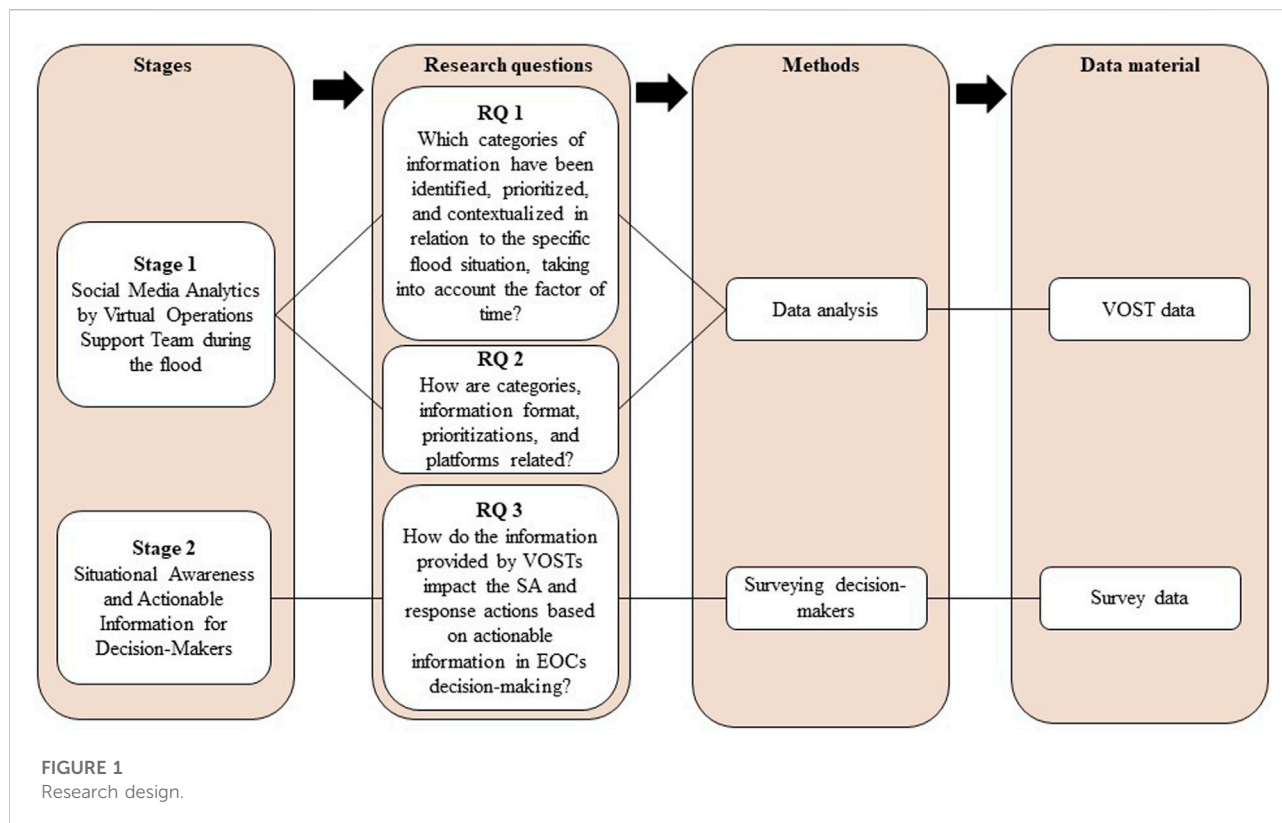 Stages
Research questions
Methods
Data material
Stage 1
Social Media Analytics
by Virtual Operations
Support Team during
the flood
RQ 1
Which categories of
information have been
identified, prioritized,
and contextualized in
relation to the specific
flood situation, taking
into account the factor of
time?
Data analysis
VOST data
RQ 2
How are categories,
information format,
prioritizations, and
platforms related?
Stage 2
Situational Awareness
and Actionable
Information for
Decision-Makers
RQ 3
How do the information
provided by VOSTs
impact the SA and
response actions based
on actionable
information in EOCs
decision-making?
Surveying decision-
makers
Survey data
FIGURE 1
Research design.